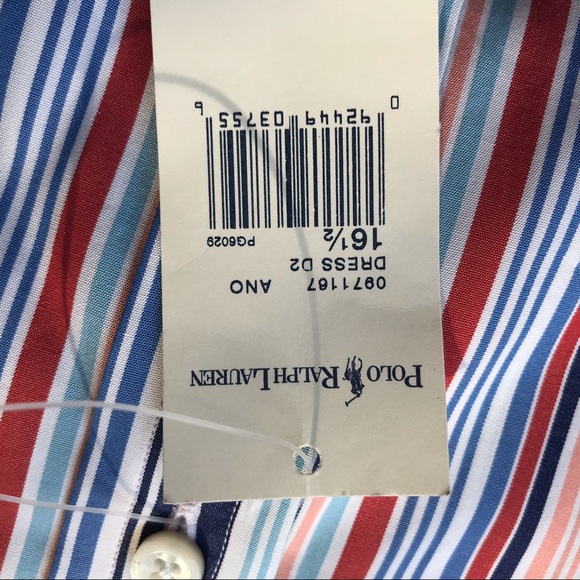 POLO RALPH LAUREN
0971167 ANO
DRESS D2
16½ PG6029
0 92449 03755 6